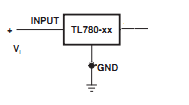 INPUT
TL780-xx
+
VI
GND